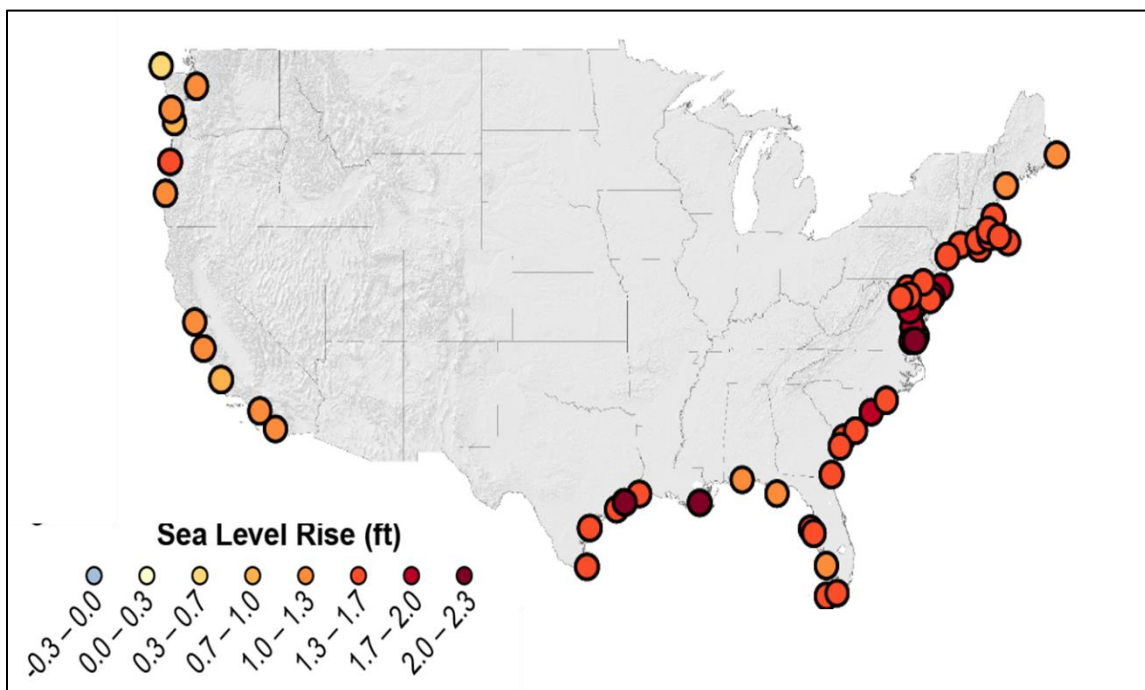 Sea Level Rise (ft)
-0.3 – 0.0
0.0 – 0.3
0.3 – 0.7
0.7 – 1.0
1.0 – 1.3
1.3 – 1.7
1.7 – 2.0
2.0 – 2.3